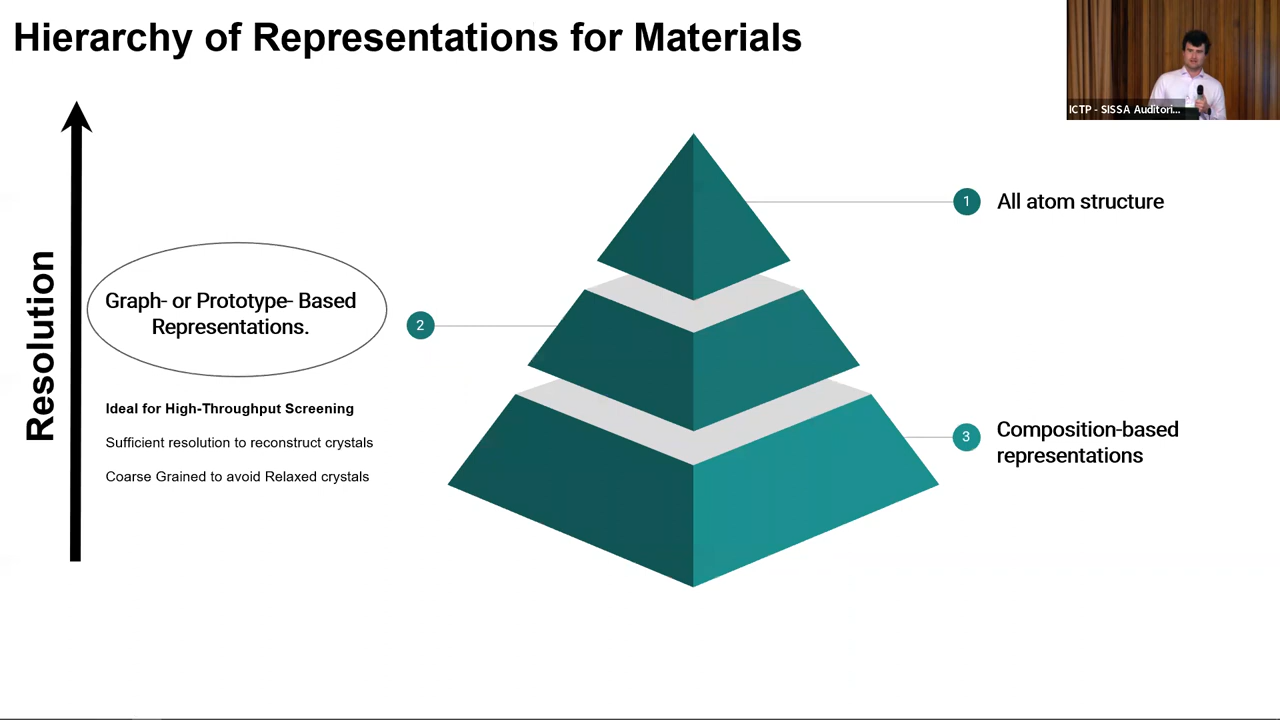 Hierarchy of Representations for Materials
ICTP - SISSA Auditori...
Resolution
1
All atom structure
Graph- or Prototype- Based
Representations.
2
Ideal for High-Throughput Screening
Sufficient resolution to reconstruct crystals
Coarse Grained to avoid Relaxed crystals
3
Composition-based
representations